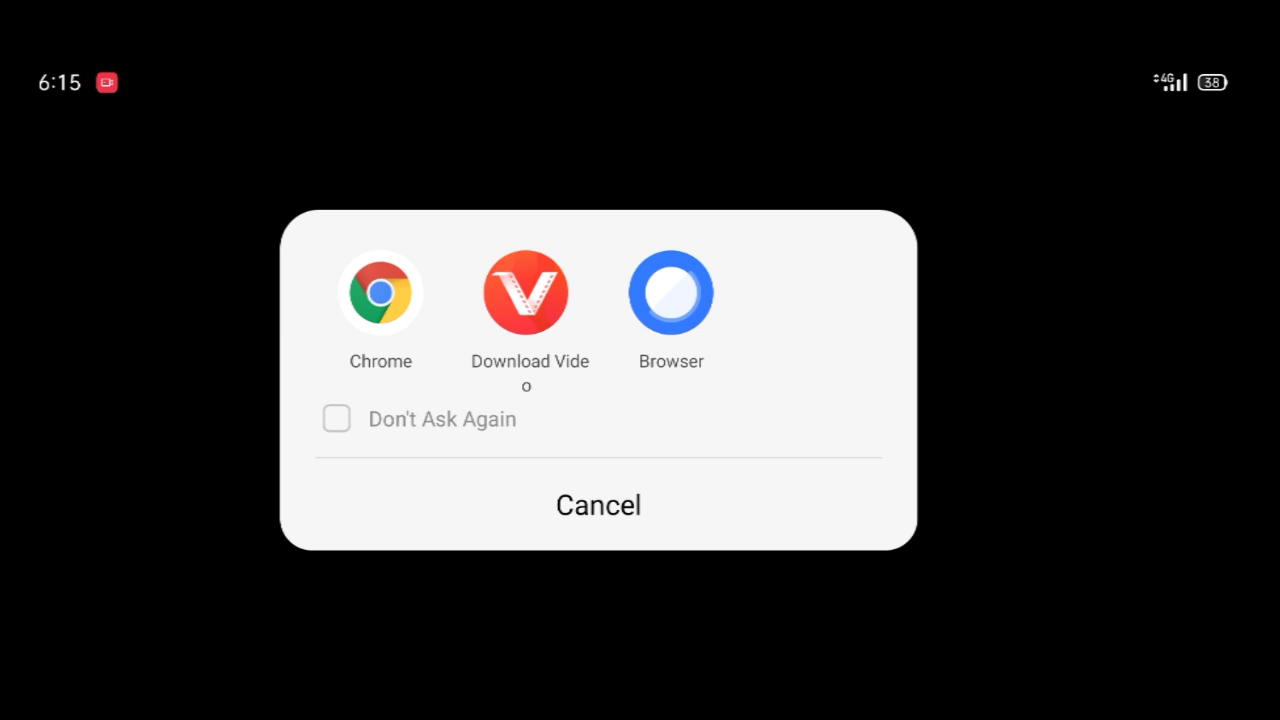 6:15
4G
38
Chrome
Download Vide
o
Browser
Don't Ask Again
Cancel